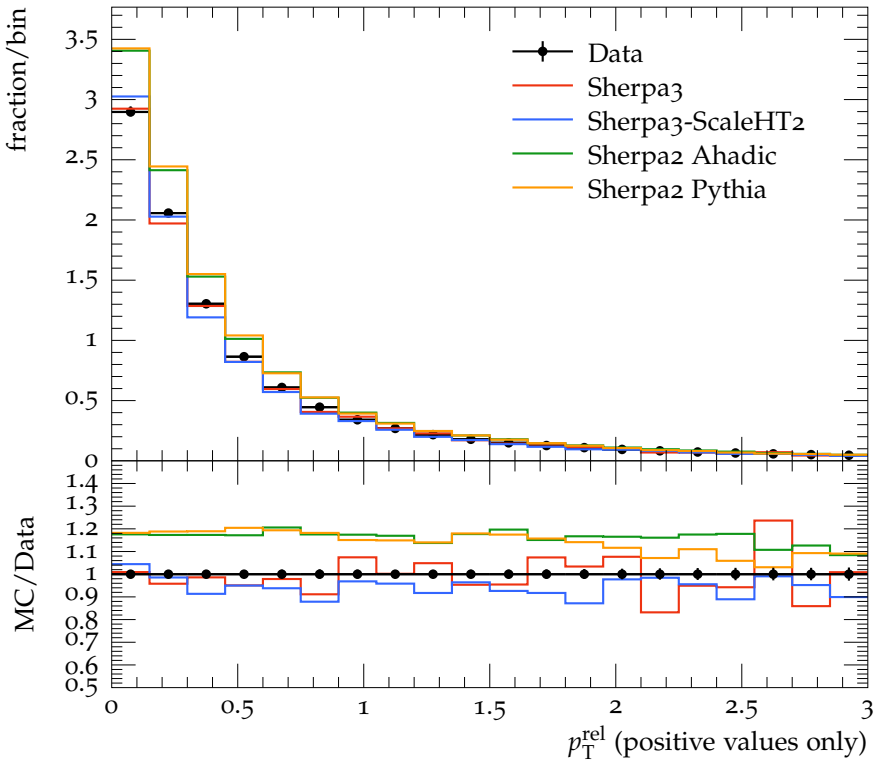 fraction/bin
3.5
3
2.5
2
1.5
1
0.5
0
Data
Sherpa3
Sherpa3-ScaleHT2
Sherpa2 Ahadic
Sherpa2 Pythia
MC/Data
1.4
1.3
1.2
1.1
1
0.9
0.8
0.7
0.6
0.5
0 0.5 1 1.5 2 2.5 3
p_T^rel (positive values only)